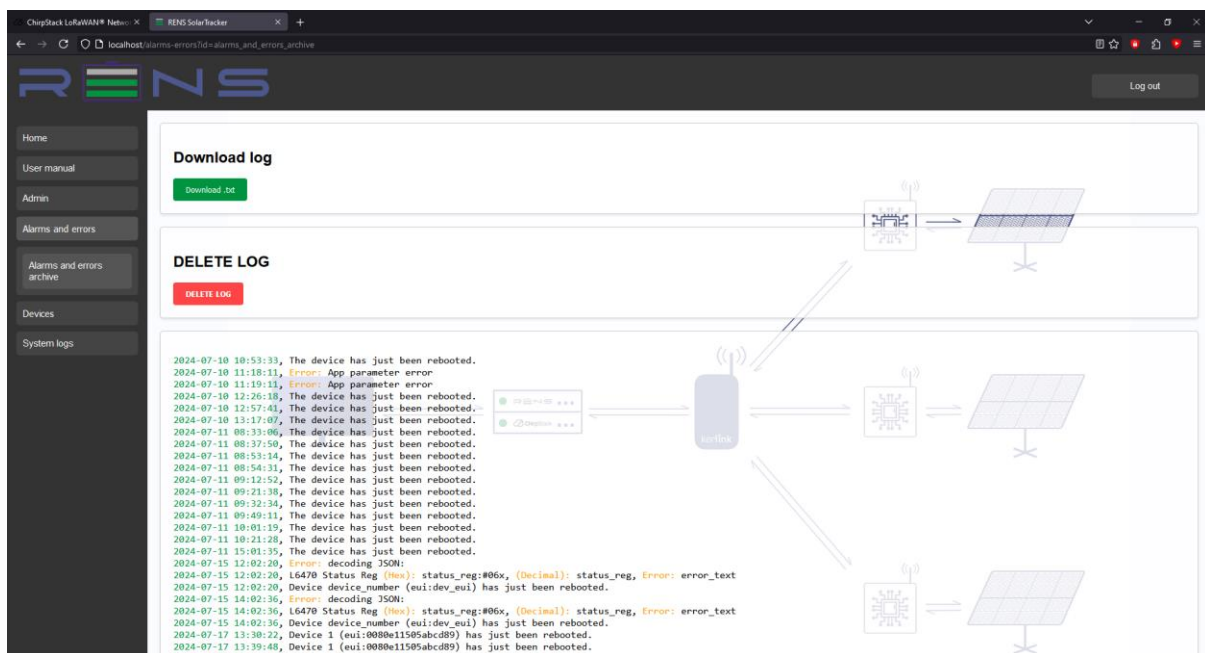 ChirpStack LoRaWAN® Networ
RENS SolarTracker
localhost/alarms-errors?id=alarms_and_errors_archive
RENS
Log out
Home
User manual
Admin
Alarms and errors
Alarms and errors
archive
Devices
System logs
Download log
Download .txt
DELETE LOG
DELETE LOG
2024-07-10 10:53:33, The device has just been rebooted.
2024-07-10 11:18:11, Error: App parameter error
2024-07-10 11:19:11, Error: App parameter error
2024-07-10 12:26:18, The device has just been rebooted.
2024-07-10 12:57:41, The device has just been rebooted.
2024-07-10 13:17:07, The device has just been rebooted.
2024-07-11 08:33:06, The device has just been rebooted.
2024-07-11 08:37:50, The device has just been rebooted.
2024-07-11 08:53:14, The device has just been rebooted.
2024-07-11 08:54:31, The device has just been rebooted.
2024-07-11 09:12:52, The device has just been rebooted.
2024-07-11 09:21:38, The device has just been rebooted.
2024-07-11 09:32:34, The device has just been rebooted.
2024-07-11 09:49:11, The device has just been rebooted.
2024-07-11 10:01:19, The device has just been rebooted.
2024-07-11 10:21:28, The device has just been rebooted.
2024-07-11 15:01:35, The device has just been rebooted.
2024-07-15 12:02:20, Error: decoding JSON:
2024-07-15 12:02:20, L6470 Status Reg (Hex): status_reg:#06x, (Decimal): status_reg, Error: error_text
2024-07-15 12:02:20, Device device_number (eui:dev_eui) has just been rebooted.
2024-07-15 14:02:36, Error: decoding JSON:
2024-07-15 14:02:36, L6470 Status Reg (Hex): status_reg:#06x, (Decimal): status_reg, Error: error_text
2024-07-15 14:02:36, Device device_number (eui:dev_eui) has just been rebooted.
2024-07-17 13:30:22, Device 1 (eui:0080e11505abcd89) has just been rebooted.
2024-07-17 13:39:48, Device 1 (eui:0080e11505abcd89) has just been rebooted.
RENS